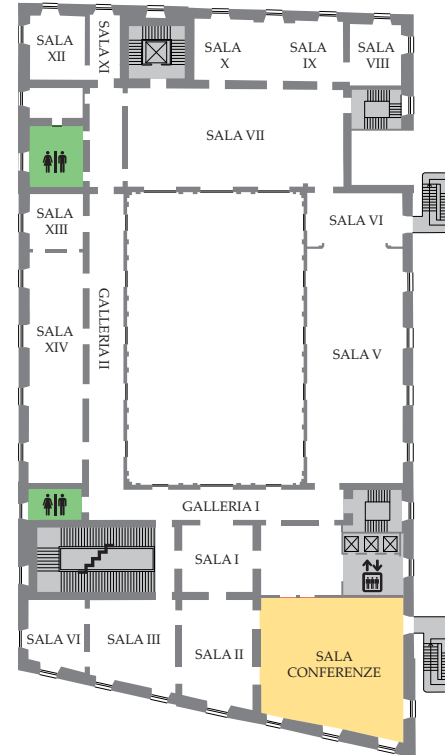 SALA
XII
SALA XI
SALA
X
SALA
IX
SALA
VIII
SALA VII
SALA
XIII
SALA VI
SALA
XIV
GALLERIA II
SALA V
GALLERIA I
SALA I
SALA VI
SALA III
SALA II
SALA
CONFERENZE